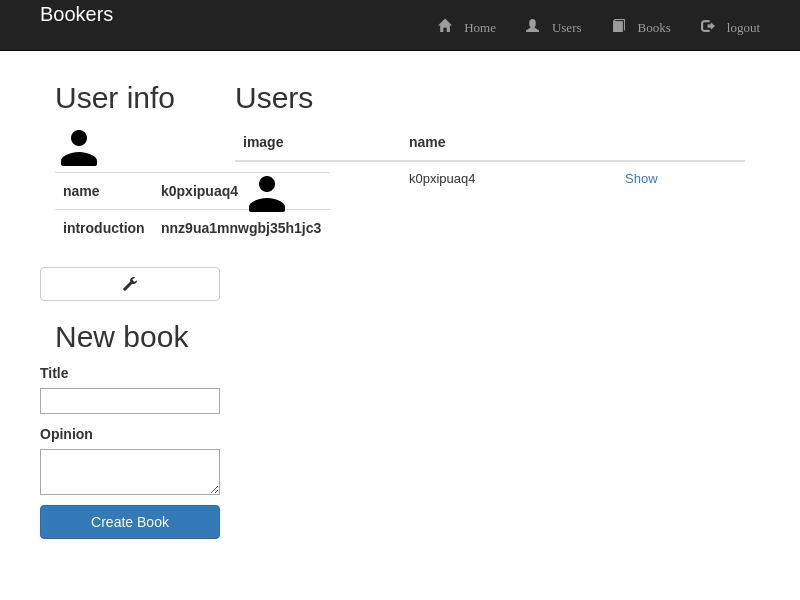 Bookers
Home Users Books logout
User info
name k0pxipuaq4
introduction nnz9ua1mnwgbj35h1jc3
New book
Title
Opinion
Create Book
Users
image name
k0pxipuaq4 Show